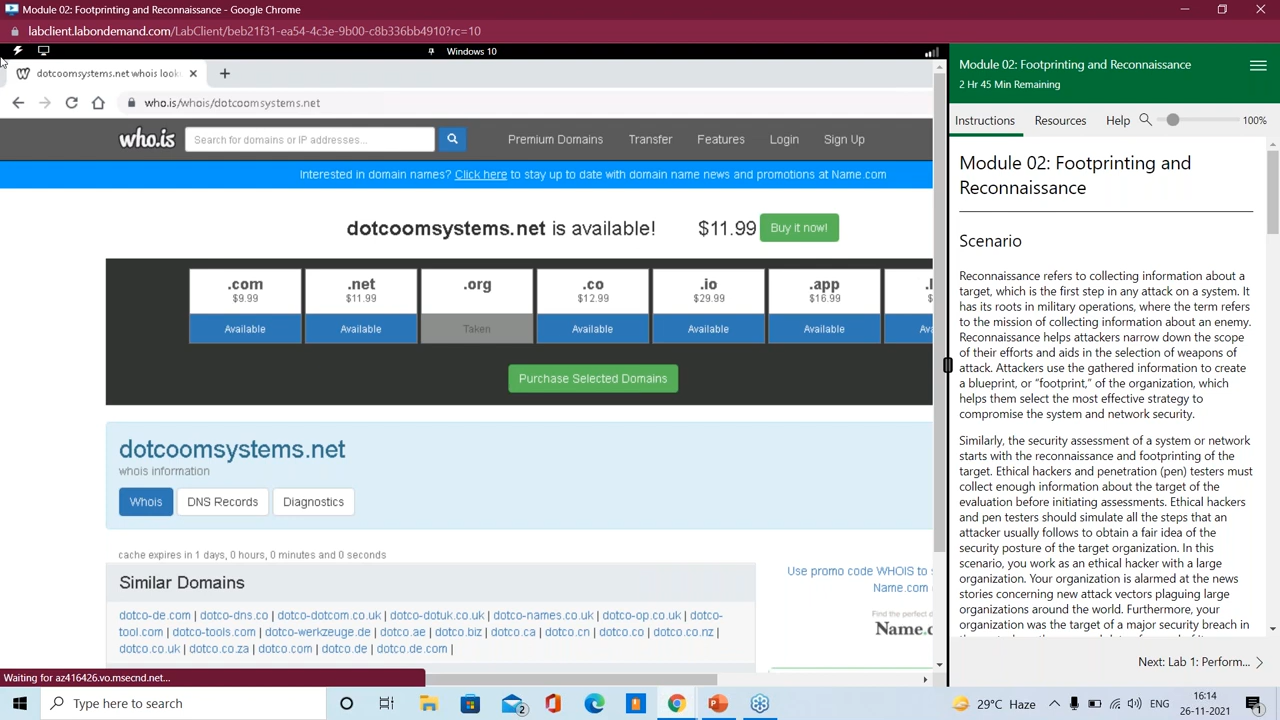 Module 02: Footprinting and Reconnaissance - Google Chrome
labclient.labondemand.com/LabClient/beb21f31-ea54-4c3e-9b00-c8b336bb4910?rc=10
Windows 10
dotcoomsystems.net whois look
who.is/whois/dotcoomsystems.net
who.is
Search for domains or IP addresses...
Premium Domains
Transfer
Features
Login
Sign Up
Interested in domain names? Click here to stay up to date with domain name news and promotions at Name.com
dotcoomsystems.net is available! $11.99 Buy it now!
.com .net .org .co .io .app
$9.99 $11.99 $12.99 $29.99 $16.99 $
Available Available Taken Available Available Available Av
Purchase Selected Domains
dotcoomsystems.net
whois information
Whois DNS Records Diagnostics
cache expires in 1 days, 0 hours, 0 minutes and 0 seconds
Similar Domains
dotco-de.com | dotco-dns.co | dotco-dotcom.co.uk | dotco-dotuk.co.uk | dotco-names.co.uk | dotco-op.co.uk | dotco-
tool.com | dotco-tools.com | dotco-werkzeuge.de | dotco.ae | dotco.biz | dotco.ca | dotco.cn | dotco.co | dotco.co.nz |
dotco.co.uk | dotco.co.za | dotco.com | dotco.de | dotco.de.com |
Use promo code WHOIS to s
Name.com
Find the perfect d
Name.c
Waiting for az416426.vo.msecnd.net...
Module 02: Footprinting and Reconnaissance
2 Hr 45 Min Remaining
Instructions Resources Help 100%
Module 02: Footprinting and
Reconnaissance
Scenario
Reconnaissance refers to collecting information about a
target, which is the first step in any attack on a system. It
has its roots in military operations, where the term refers
to the mission of collecting information about an enemy.
Reconnaissance helps attackers narrow down the scope
of their efforts and aids in the selection of weapons of
attack. Attackers use the gathered information to create
a blueprint, or “footprint,” of the organization, which
helps them select the most effective strategy to
compromise the system and network security.
Similarly, the security assessment of a system or network
starts with the reconnaissance and footprinting of the
target. Ethical hackers and penetration (pen) testers must
collect enough information about the target of the
evaluation before initiating assessments. Ethical hackers
and pen testers should simulate all the steps that an
attacker usually follows to obtain a fair idea of the
security posture of the target organization. In this
scenario, you work as an ethical hacker with a large
organization. Your organization is alarmed at the news
stories concerning new attack vectors plaguing large
organizations around the world. Furthermore, your
organization was the target of a major security breach in
Next: Lab 1: Perform...
Type here to search
2
29°C Haze
ENG
16:14
26-11-2021
1